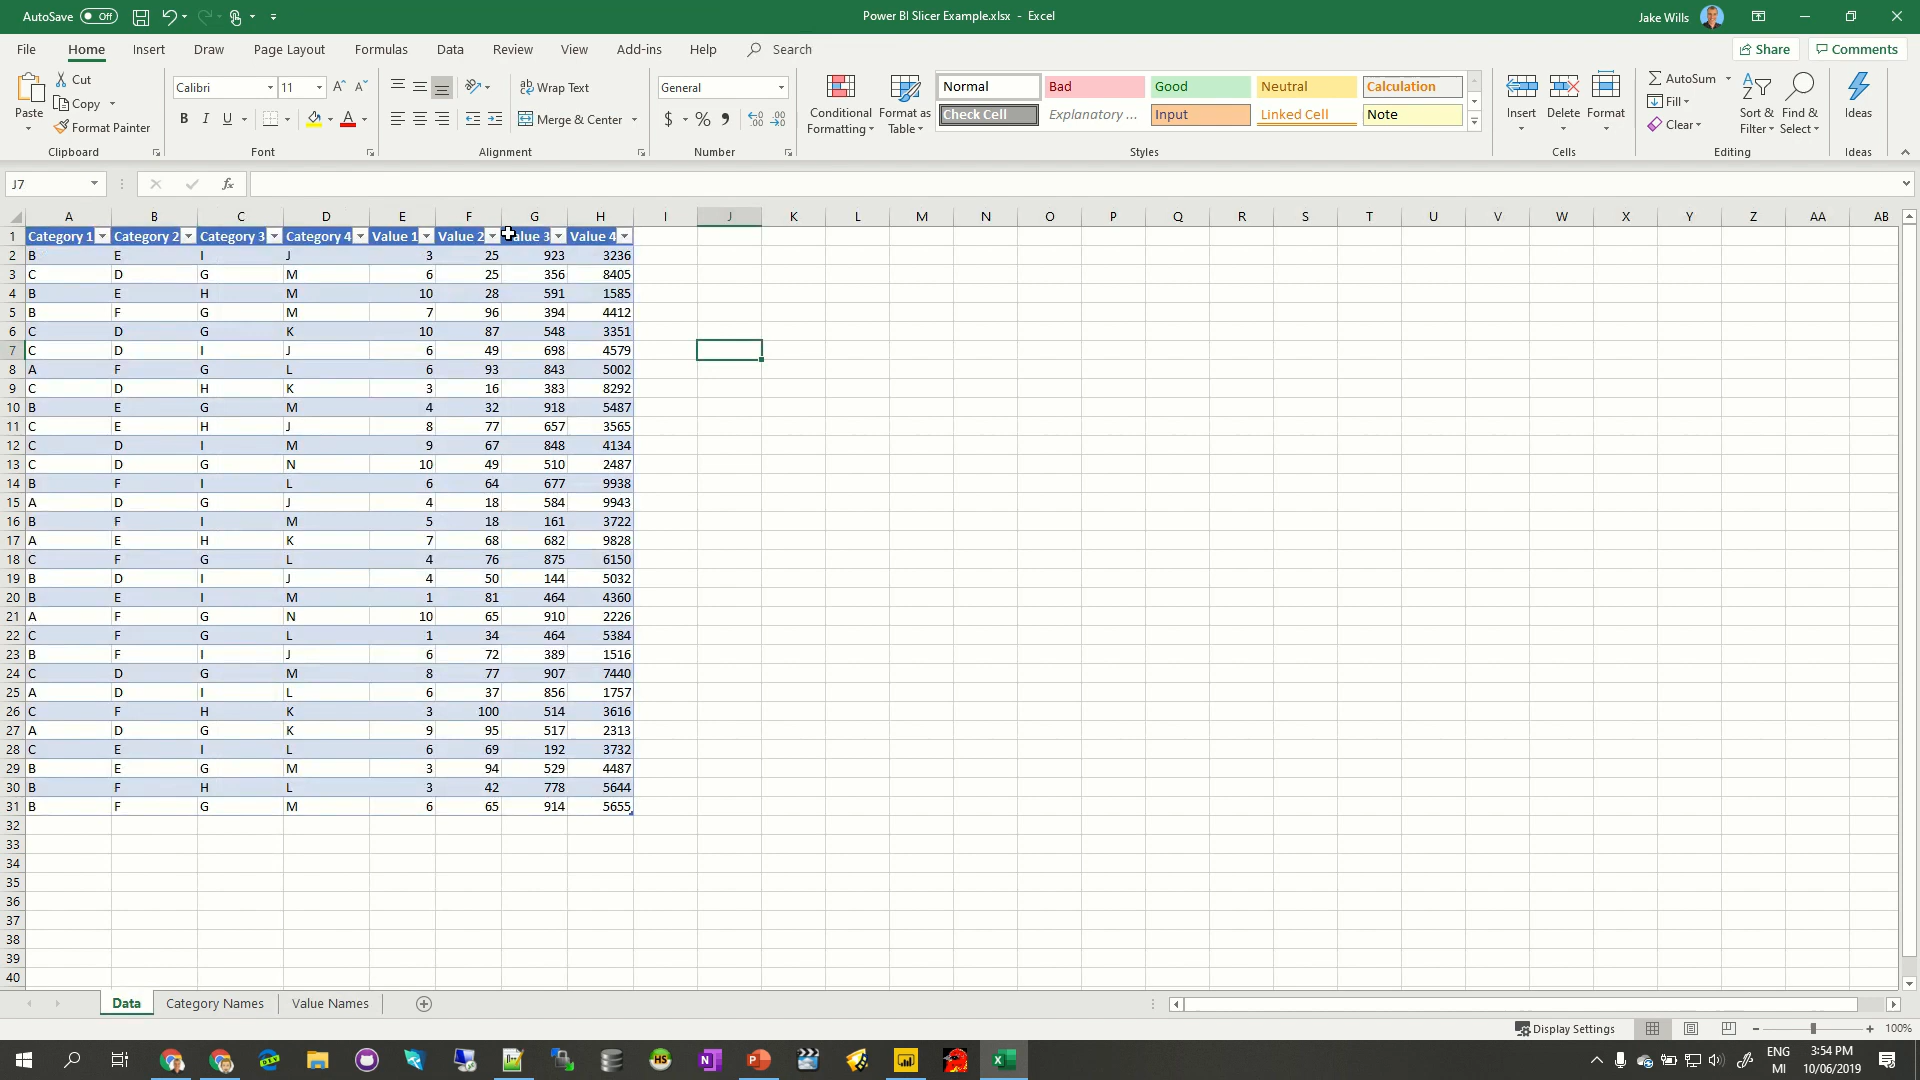 AutoSave Off Power BI Slicer Example.xlsx - Excel Jake Wills
File Home Insert Draw Page Layout Formulas Data Review View Add-ins Help Search Share Comments
Paste Cut Copy Format Painter Clipboard
Calibri 11 B I U A Font
Wrap Text Merge & Center Alignment
General $ % Number
Conditional Formatting Format as Table
Normal Bad Good Neutral Calculation
Check Cell Explanatory ... Input Linked Cell Note
Styles
Insert Delete Format Cells
AutoSum Fill Clear Sort & Filter Find & Select Editing
Ideas Ideas
J7 fx
A B C D E F G H I J K L M N O P Q R S T U V W X Y Z AA AB
1 Category 1 Category 2 Category 3 Category 4 Value 1 Value 2 Value 3 Value 4
2 B E I J 3 25 923 3236
3 C D G M 6 25 356 8405
4 B E H M 10 28 591 1585
5 B F G M 7 96 394 4412
6 C D G K 10 87 548 3351
7 C D I J 6 49 698 4579
8 A F G L 6 93 843 5002
9 C D H K 3 16 383 8292
10 B E G M 4 32 918 5487
11 C E H J 8 77 657 3565
12 C D I M 9 67 848 4134
13 C D G N 10 49 510 2487
14 B F I L 6 64 677 9938
15 A D G J 4 18 584 9943
16 B F I M 5 18 161 3722
17 A E H K 7 68 682 9828
18 C F G L 4 76 875 6150
19 B D I J 4 50 144 5032
20 B E I M 1 81 464 4360
21 A F G N 10 65 910 2226
22 C F G L 1 34 464 5384
23 B F I J 6 72 389 1516
24 C D G M 8 77 907 7440
25 A D I L 6 37 856 1757
26 C F H K 3 100 514 3616
27 A D G K 9 95 517 2313
28 C E I L 6 69 192 3732
29 B E G M 3 94 529 4487
30 B F H L 3 42 778 5644
31 B F G M 6 65 914 5655
32
33
34
35
36
37
38
39
40
Data Category Names Value Names
Display Settings 100%
ENG MI 3:54 PM 10/06/2019